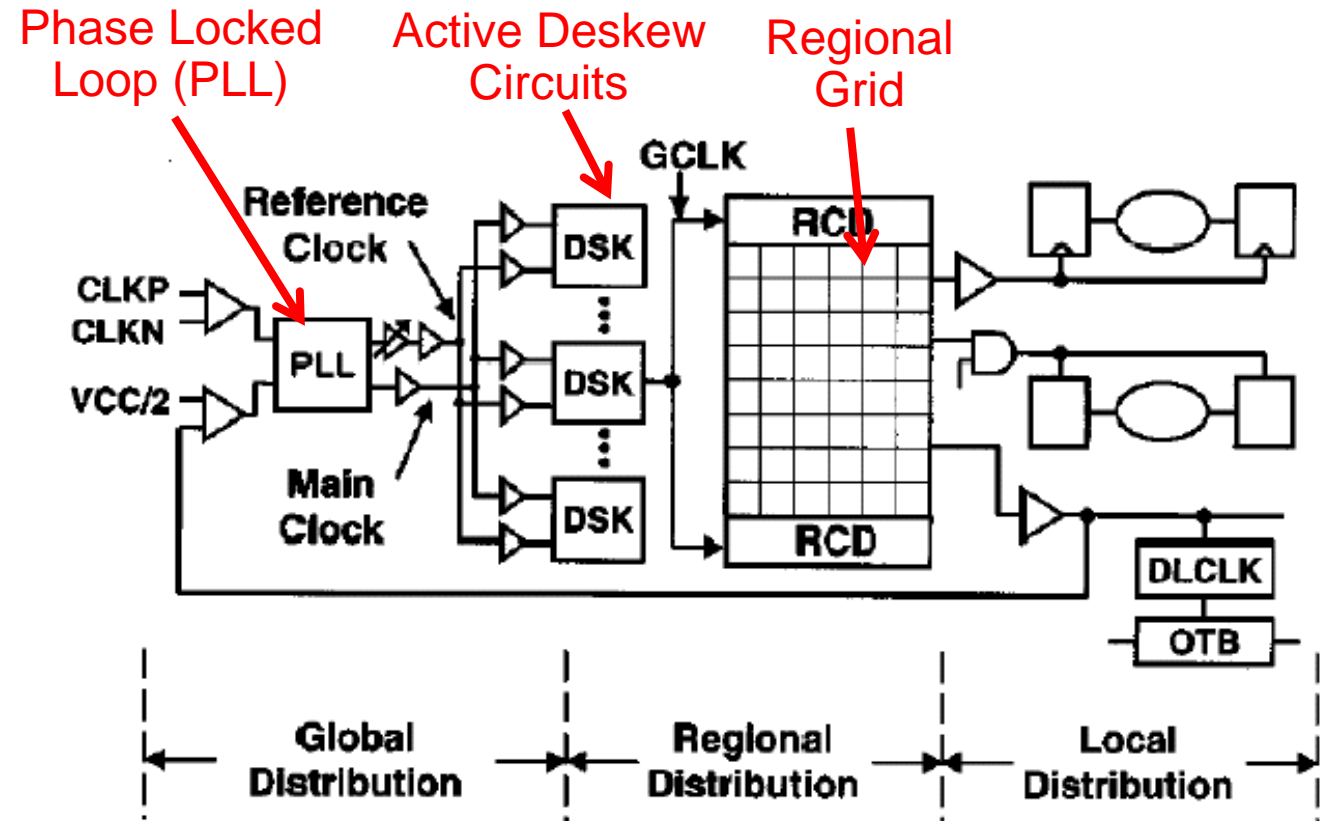 Phase Locked
Loop (PLL)
Active Deskew
Circuits
Regional
Grid
GCLK
Reference
Clock
RCD
DSK
CLKP
CLKN
PLL
DSK
VCC/2
Main
Clock
DSK
RCD
DLCLK
OTB
Global
Distribution
Regional
Distribution
Local
Distribution